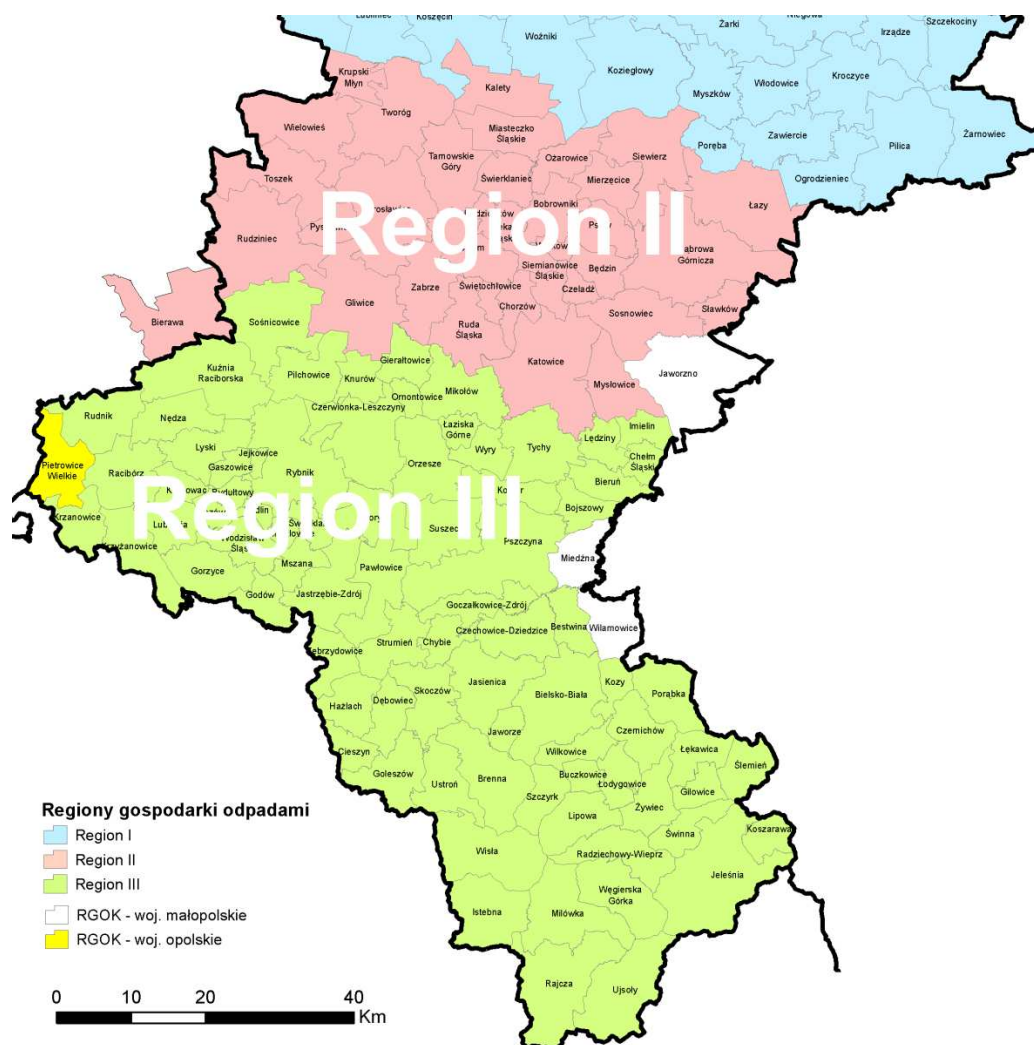 Lubliniec
Koszęcin
Woźniki
Żarki
Niegowa
Irządze
Szczekociny
Koziegłowy
Myszków
Włodowice
Kroczyce
Poręba
Zawiercie
Pilica
Żarnowiec
Ogrodzieniec
Krupski
Młyn
Tworóg
Kalety
Wielowieś
Miasteczko
Śląskie
Tarnowskie
Góry
Ożarowice
Siewierz
Toszek
Świerklaniec
Mierzęcice
Bobrowniki
Łazy
Region II
Rudziniec
Górnicza
Siemianowice
Śląskie
Będzin
Zabrze
Świętochłowice
Czeladź
Gliwice
Chorzów
Sosnowiec
Sławków
Bierawa
Ruda
Śląska
Sośnicowice
Katowice
Mysłowice
Jaworzno
Kuźnia
Raciborska
Pilchowice
Knurów
Gierałtowice
Ornontowice
Mikołów
Czerwionka-Leszczyny
Rudnik
Nędza
Łaziska
Górne
Wyry
Tychy
Lędziny
Imielin
Chełm
Śląski
Lyski
Jejkowice
Gaszowice
Rybnik
Orzesze
Pietrowice
Wielkie
Racibórz
Bieruń
Bojszowy
Region III
Krzanowice
Suszec
Pszczyna
Miedźna
Mszana
Gorzyce
Pawłowice
Godów
Jastrzębie-Zdrój
Goczałkowice-Zdrój
Czechowice-Dziedzice
Bestwina
Wilamowice
Strumień
Chybie
Zebrzydowice
Jasienica
Skoczów
Dębowiec
Hażlach
Bielsko-Biała
Kozy
Porąbka
Jaworze
Czernichów
Cieszyn
Wilkowice
Łękawica
Goleszów
Ustroń
Brenna
Buczkowice
Łodygowice
Ślemień
Szczyrk
Gilowice
Żywiec
Lipowa
Świnna
Koszarawa
Wisła
Radziechowy-Wieprz
Jeleśnia
Węgierska
Górka
Istebna
Milówka
Rajcza
Ujsoły
Regiony gospodarki odpadami
Region I
Region II
Region III
RGOK - woj. małopolskie
RGOK - woj. opolskie
0 10 20 40
Km